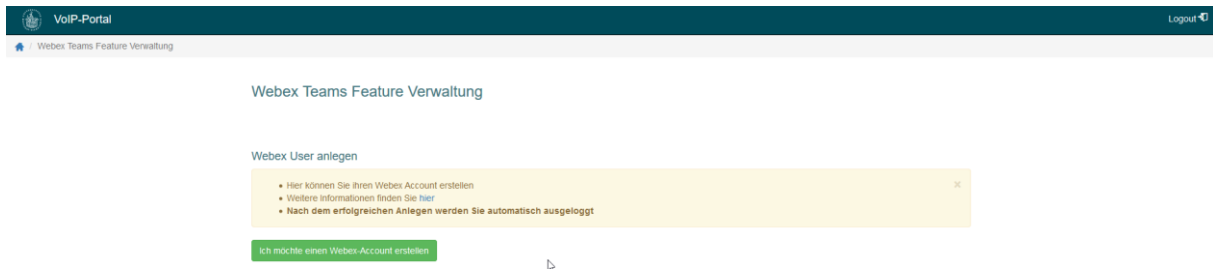 VoIP-Portal
Logout
/ Webex Teams Feature Verwaltung
Webex Teams Feature Verwaltung
Webex User anlegen
• Hier können Sie ihren Webex Account erstellen
×
• Weitere Informationen finden Sie hier
• Nach dem erfolgreichen Anlegen werden Sie automatisch ausgeloggt
Ich möchte einen Webex-Account erstellen